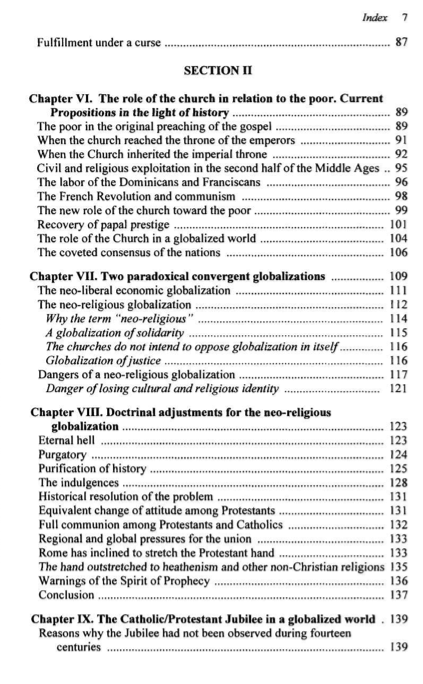 Index 7
Fulfillment under a curse ........ 87
SECTION II
Chapter VI. The role of the church in relation to the poor. Current
Propositions in the light of history ........ 89
The poor in the original preaching of the gospel ........ 89
When the church reached the throne of the emperors ........ 91
When the Church inherited the imperial throne ........ 92
Civil and religious exploitation in the second half of the Middle Ages .. 95
The labor of the Dominicans and Franciscans ........ 96
The French Revolution and communism ........ 98
The new role of the church toward the poor ........ 99
Recovery of papal prestige ........ 101
The role of the Church in a globalized world ........ 104
The coveted consensus of the nations ........ 106
Chapter VII. Two paradoxical convergent globalizations ........ 109
The neo-liberal economic globalization ........ 111
The neo-religious globalization ........ 112
Why the term "neo-religious" ........ 114
A globalization of solidarity ........ 115
The churches do not intend to oppose globalization in itself ........ 116
Globalization of justice ........ 116
Dangers of a neo-religious globalization ........ 117
Danger of losing cultural and religious identity ........ 121
Chapter VIII. Doctrinal adjustments for the neo-religious
globalization ........ 123
Eternal hell ........ 123
Purgatory ........ 124
Purification of history ........ 125
The indulgences ........ 128
Historical resolution of the problem ........ 131
Equivalent change of attitude among Protestants ........ 131
Full communion among Protestants and Catholics ........ 132
Regional and global pressures for the union ........ 133
Rome has inclined to stretch the Protestant hand ........ 133
The hand outstretched to heathenism and other non-Christian religions 135
Warnings of the Spirit of Prophecy ........ 136
Conclusion ........ 137
Chapter IX. The Catholic/Protestant Jubilee in a globalized world . 139
Reasons why the Jubilee had not been observed during fourteen
centuries ........ 139